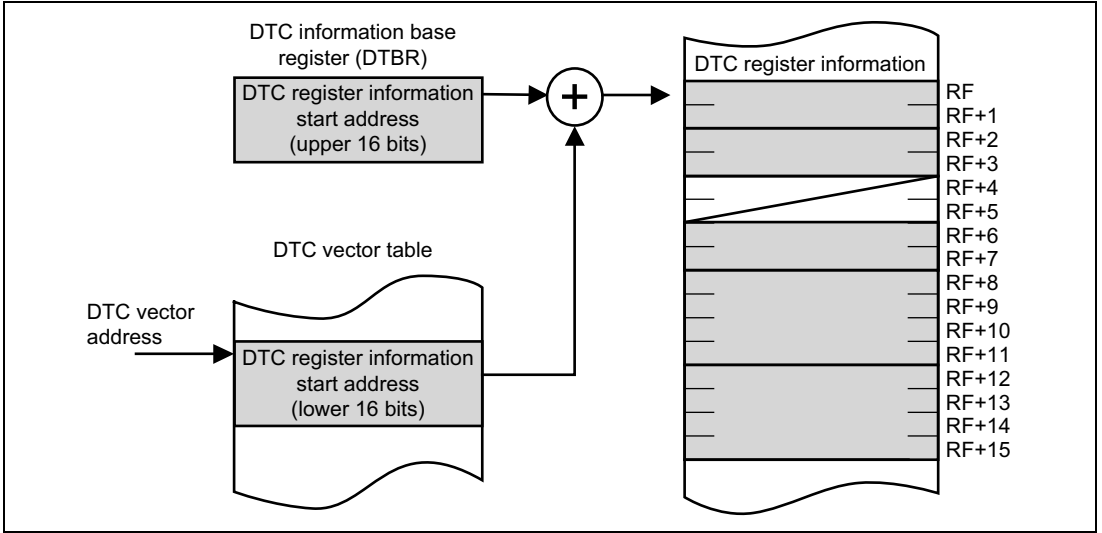 DTC information base
register (DTBR)
DTC register information
start address
(upper 16 bits)
+
DTC vector table
DTC vector
address
DTC register information
start address
(lower 16 bits)
DTC register information
RF
RF+1
RF+2
RF+3
RF+4
RF+5
RF+6
RF+7
RF+8
RF+9
RF+10
RF+11
RF+12
RF+13
RF+14
RF+15